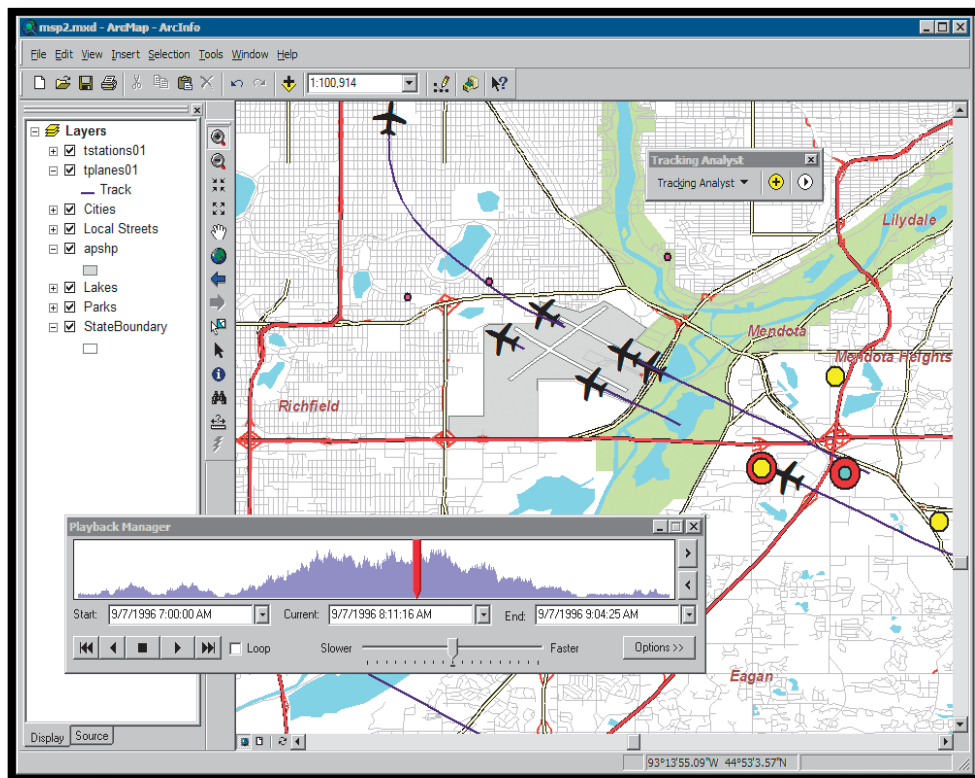 msp2.mxd - ArcMap - ArcInfo
File Edit View Insert Selection Tools Window Help
1:100,914
Layers
tstations01
tplanes01
Track
Cities
Local Streets
apshp
Lakes
Parks
StateBoundary
Tracking Analyst
Tracking Analyst
Lilydale
Mendota
Mendota Heights
Richfield
Playback Manager
Start: 9/7/1996 7:00:00 AM Current: 9/7/1996 8:11:16 AM End: 9/7/1996 9:04:25 AM
Loop Slower Faster Options >>
Eagan
Display Source
93°13'55.09"W 44°53'3.57"N